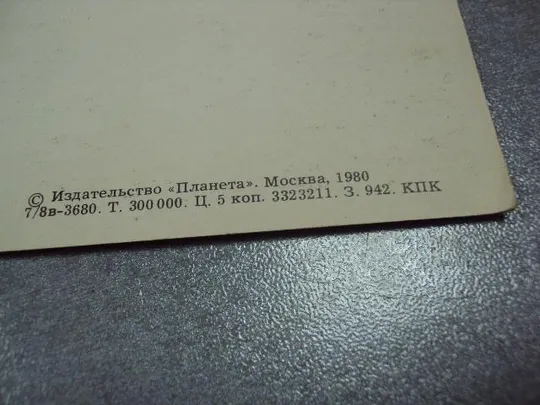 © Издательство «Планета». Москва, 1980
7/8в-3680. Т. 300 000. Ц. 5 коп. 3323211. З. 942. КПК